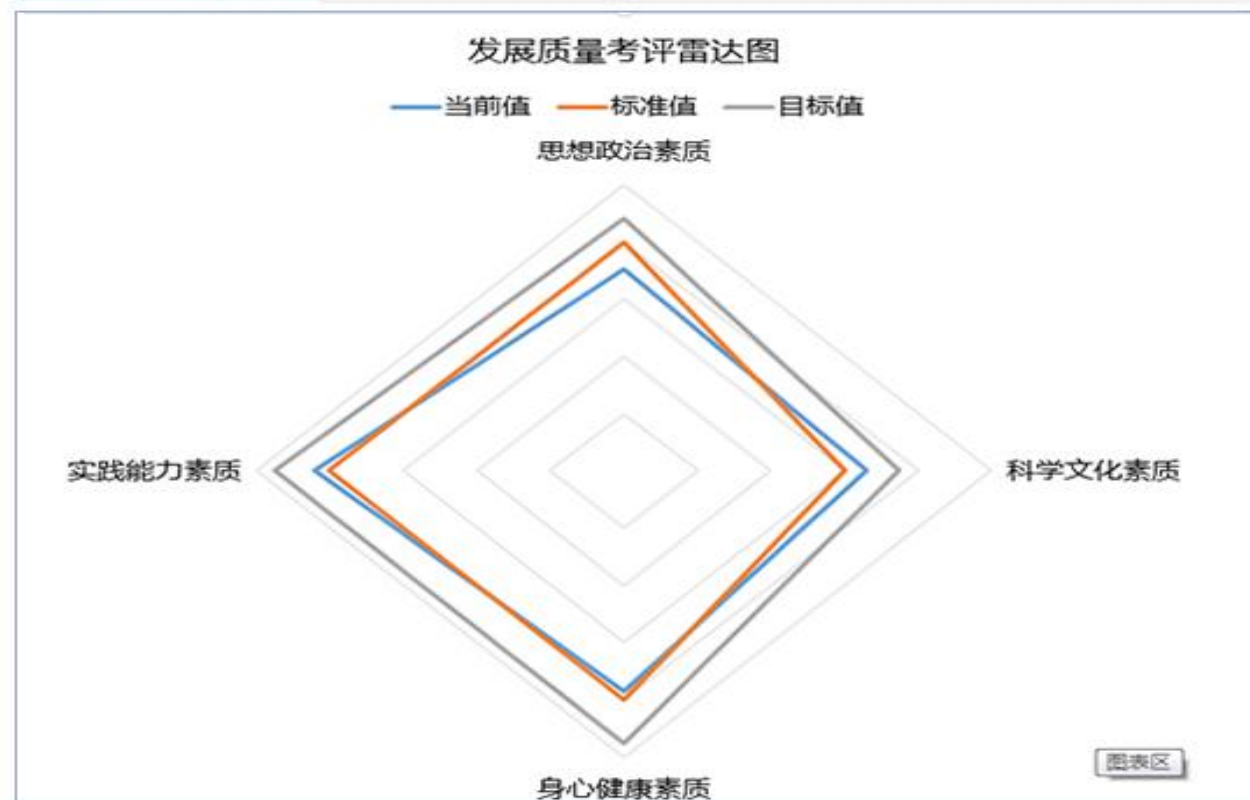 发展质量考评雷达图
当前值 标准值 目标值
思想政治素质
实践能力素质
科学文化素质
身心健康素质
图表区